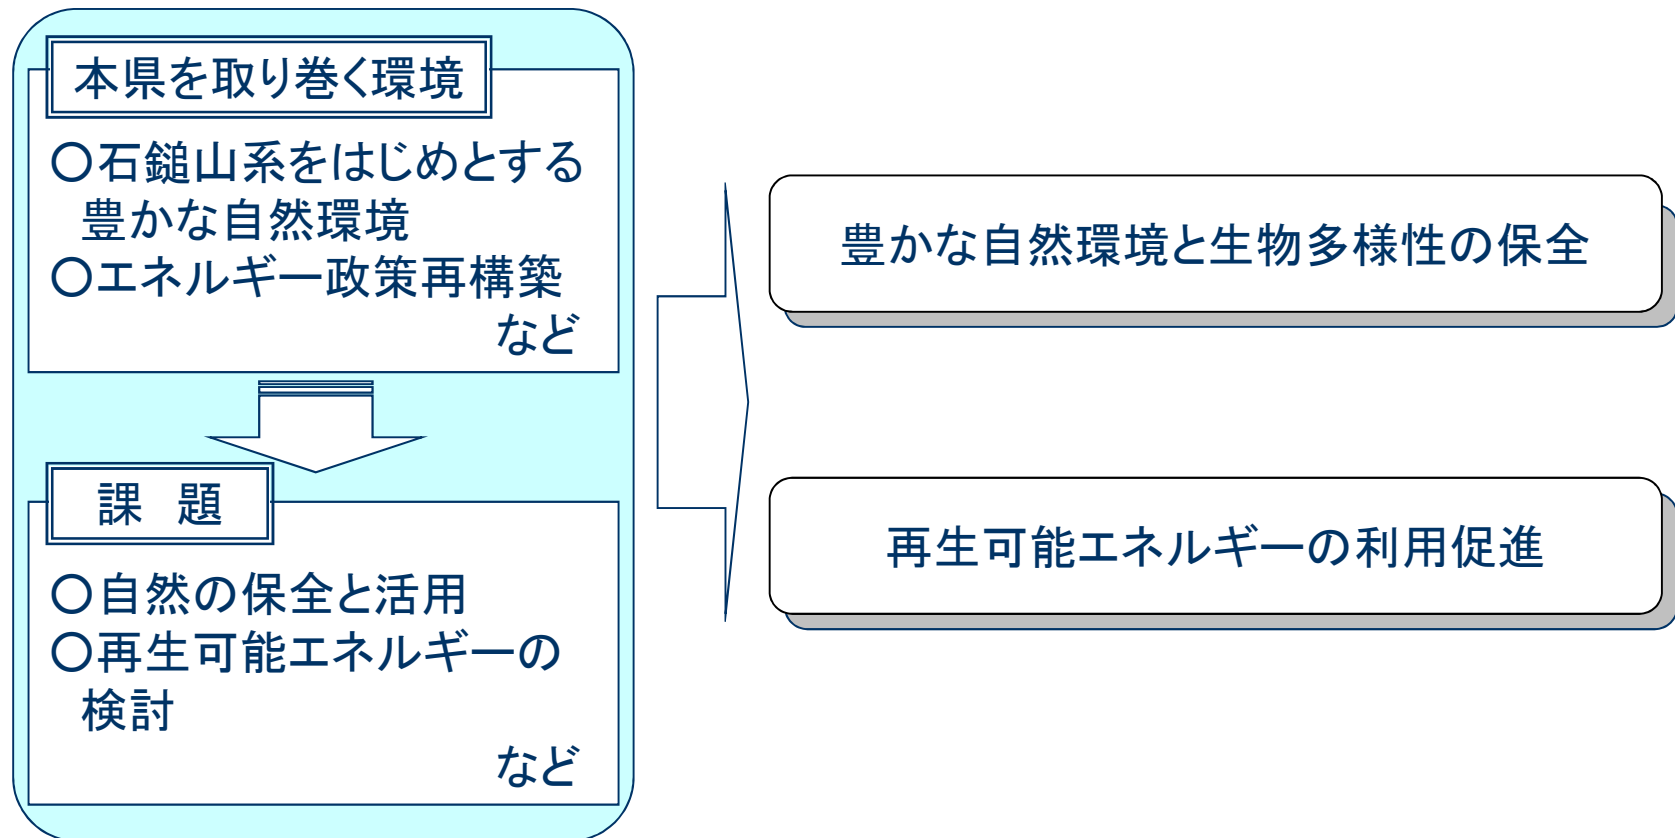 本県を取り巻く環境
○石鎚山系をはじめとする
豊かな自然環境
○エネルギー政策再構築
など
課　題
○自然の保全と活用
○再生可能エネルギーの
検討
など
豊かな自然環境と生物多様性の保全
再生可能エネルギーの利用促進